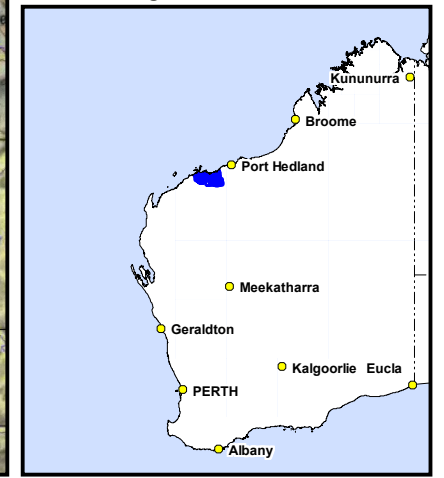 Kununurra
Broome
Port Hedland
Meekatharra
Geraldton
Kalgoorlie Eucla
PERTH
Albany